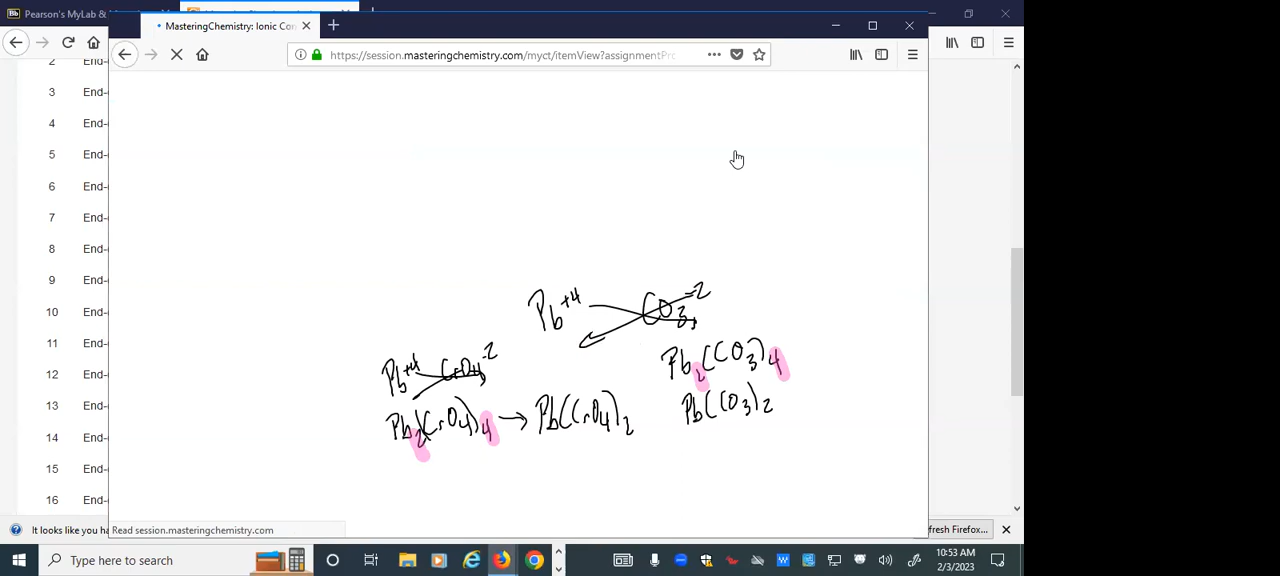 Pearson's MyLab & M
MasteringChemistry: Ionic Cor
https://session.masteringchemistry.com/myct/itemView?assignmentPro
2 End-
3 End-
4 End-
5 End-
6 End-
7 End-
8 End-
9 End-
10 End-
11 End-
12 End-
13 End-
14 End-
15 End-
16 End-
Pb+4 CO3-2
Pb2(CO3)4
Pb(CO3)2
Pb+4 CrO4-2
Pb2(CrO4)4 → Pb(CrO4)2
It looks like you ha
Read session.masteringchemistry.com
efresh Firefox...
Type here to search
10:53 AM
2/3/2023